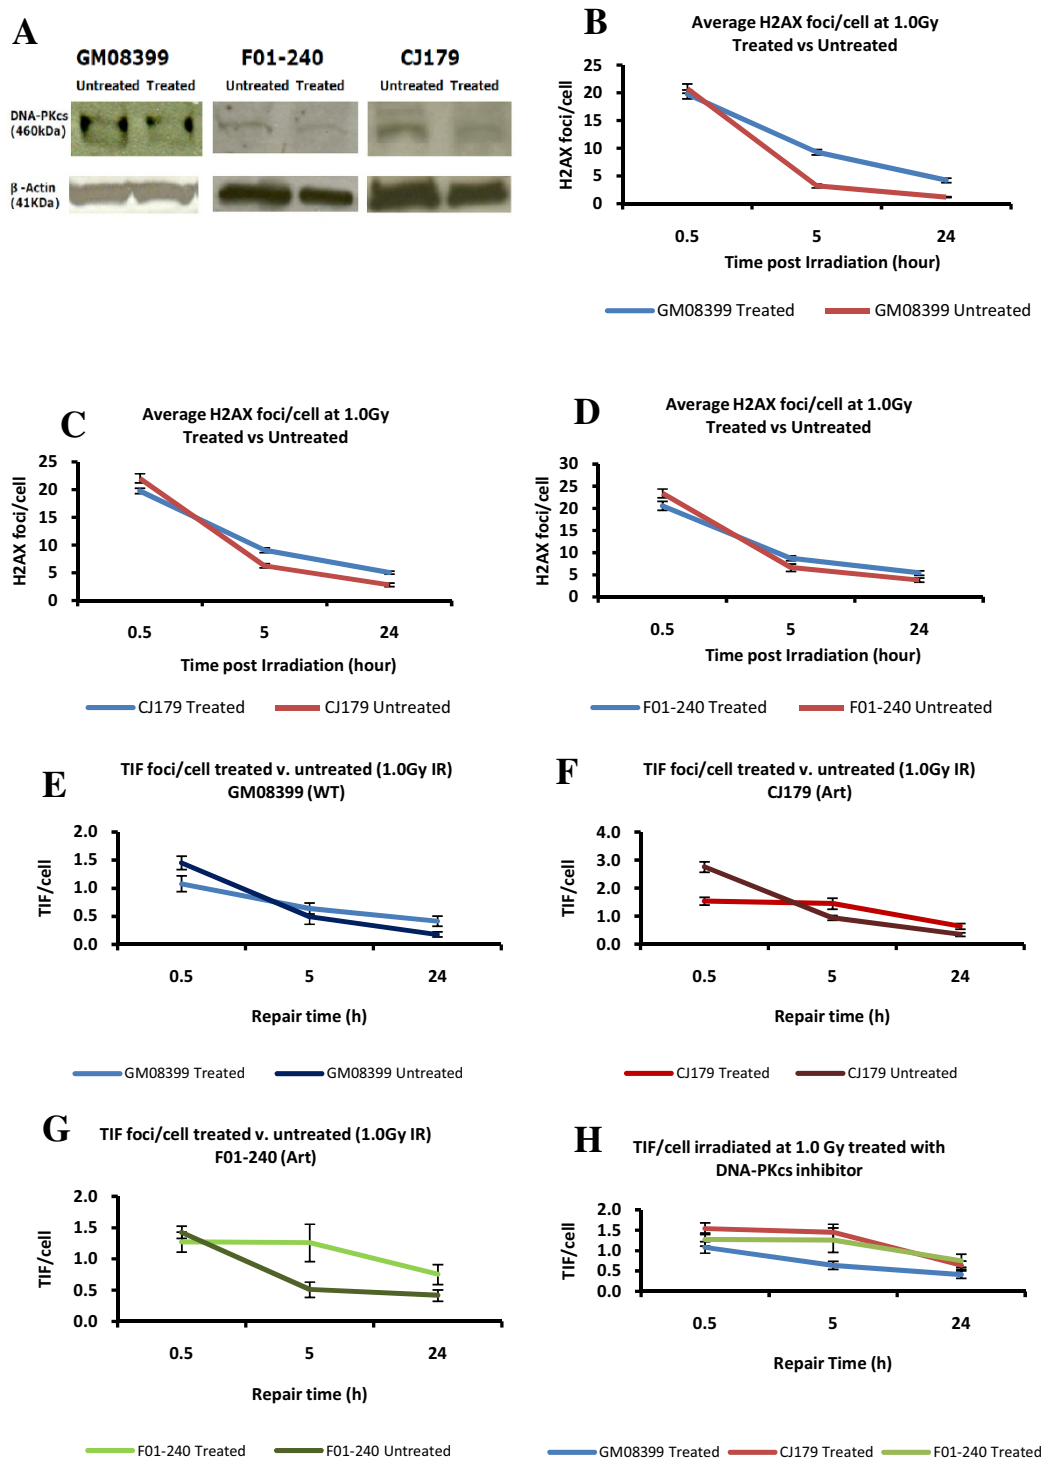 A
GM08399 F01-240 CJ179
Untreated Treated Untreated Treated Untreated Treated
DNA-PKcs
(460kDa)
β-Actin
(41KDa)
B
Average H2AX foci/cell at 1.0Gy
Treated vs Untreated
H2AX foci/cell
25
20
15
10
5
0
0.5 5 24
Time post Irradiation (hour)
GM08399 Treated GM08399 Untreated
C
Average H2AX foci/cell at 1.0Gy
Treated vs Untreated
H2AX foci/cell
25
20
15
10
5
0
0.5 5 24
Time post Irradiation (hour)
CJ179 Treated CJ179 Untreated
D
Average H2AX foci/cell at 1.0Gy
Treated vs Untreated
H2AX foci/cell
30
25
20
15
10
5
0
0.5 5 24
Time post Irradiation (hour)
F01-240 Treated F01-240 Untreated
E
TIF foci/cell treated v. untreated (1.0Gy IR)
GM08399 (WT)
TIF/cell
2.0
1.5
1.0
0.5
0.0
0.5 5 24
Repair time (h)
GM08399 Treated GM08399 Untreated
F
TIF foci/cell treated v. untreated (1.0Gy IR)
CJ179 (Art)
TIF/cell
4.0
3.0
2.0
1.0
0.0
0.5 5 24
Repair time (h)
CJ179 Treated CJ179 Untreated
G
TIF foci/cell treated v. untreated (1.0Gy IR)
F01-240 (Art)
TIF/cell
2.0
1.5
1.0
0.5
0.0
0.5 5 24
Repair time (h)
F01-240 Treated F01-240 Untreated
H
TIF/cell irradiated at 1.0 Gy treated with
DNA-PKcs inhibitor
TIF/cell
2.0
1.5
1.0
0.5
0.0
0.5 5 24
Repair Time (h)
GM08399 Treated CJ179 Treated F01-240 Treated